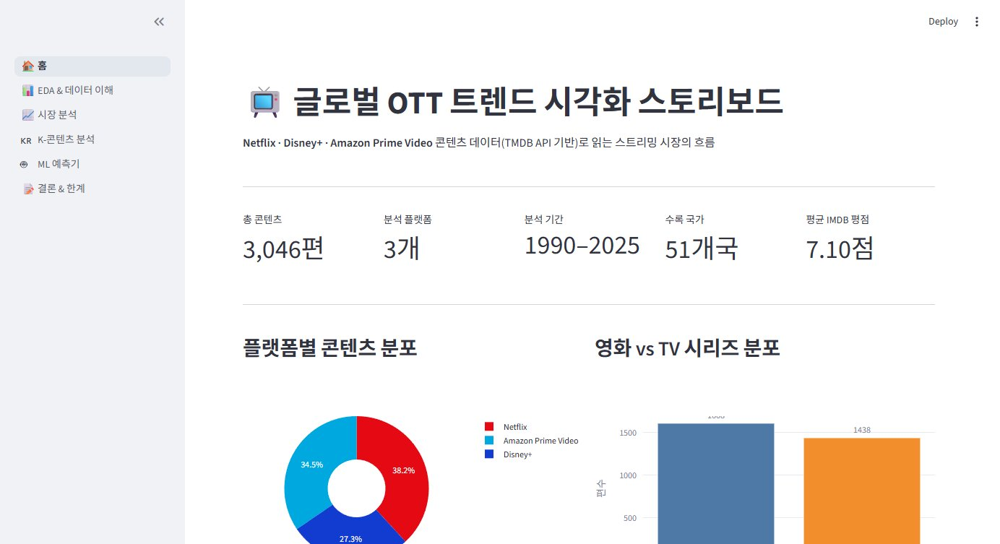 Deploy
홈
EDA & 데이터 이해
시장 분석
KR K-콘텐츠 분석
ML 예측기
결론 & 한계
글로벌 OTT 트렌드 시각화 스토리보드
Netflix · Disney+ · Amazon Prime Video 콘텐츠 데이터(TMDB API 기반)로 읽는 스트리밍 시장의 흐름
총 콘텐츠
3,046편
분석 플랫폼
3개
분석 기간
1990–2025
수록 국가
51개국
평균 IMDB 평점
7.10점
플랫폼별 콘텐츠 분포
34.5%
38.2%
27.3%
Netflix
Amazon Prime Video
Disney+
영화 vs TV 시리즈 분포
1438
1500
1000
500
편수